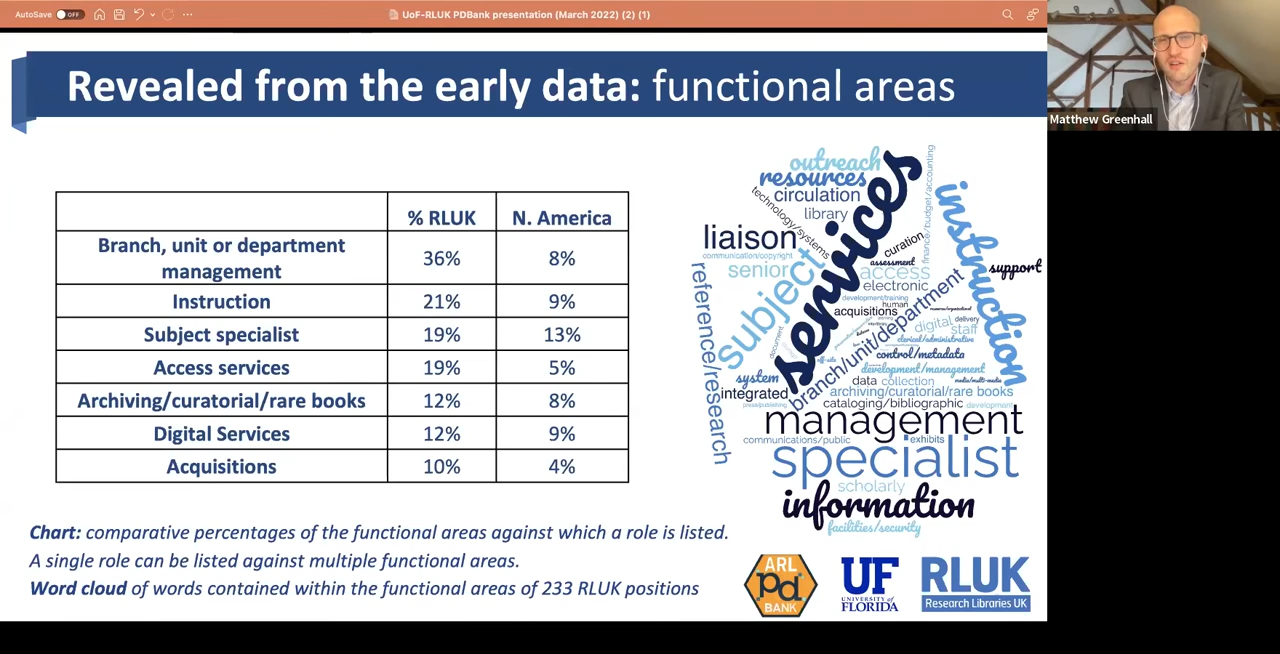 AutoSave OFF
UoF-RLUK PDBank presentation (March 2022) (2) (1)
Matthew Greenhall
Revealed from the early data: functional areas
% RLUK N. America
Branch, unit or department
management 36% 8%
Instruction 21% 9%
Subject specialist 19% 13%
Access services 19% 5%
Archiving/curatorial/rare books 12% 8%
Digital Services 12% 9%
Acquisitions 10% 4%
outreach
resources
circulation
library
technology/systems
services
finance/budget/accounting
instruction
liaison
communication/copyright
senior
subject
reference/research
curation
assessment
access
electronic
development/training
human
acquisitions
support
branch/unit/department
digital
delivery
staff
clerical/administrative
document
off-site
control/metadata
development/management
system
integrated
data
collection
media/multi-media
archiving/curatorial/rare books
cataloging/bibliographic
development
management
communications/public
exhibits
specialist
scholarly
information
facilities/security
Chart: comparative percentages of the functional areas against which a role is listed.
A single role can be listed against multiple functional areas.
Word cloud of words contained within the functional areas of 233 RLUK positions
ARL
pd
BANK
UF
UNIVERSITY of
FLORIDA
RLUK
Research Libraries UK